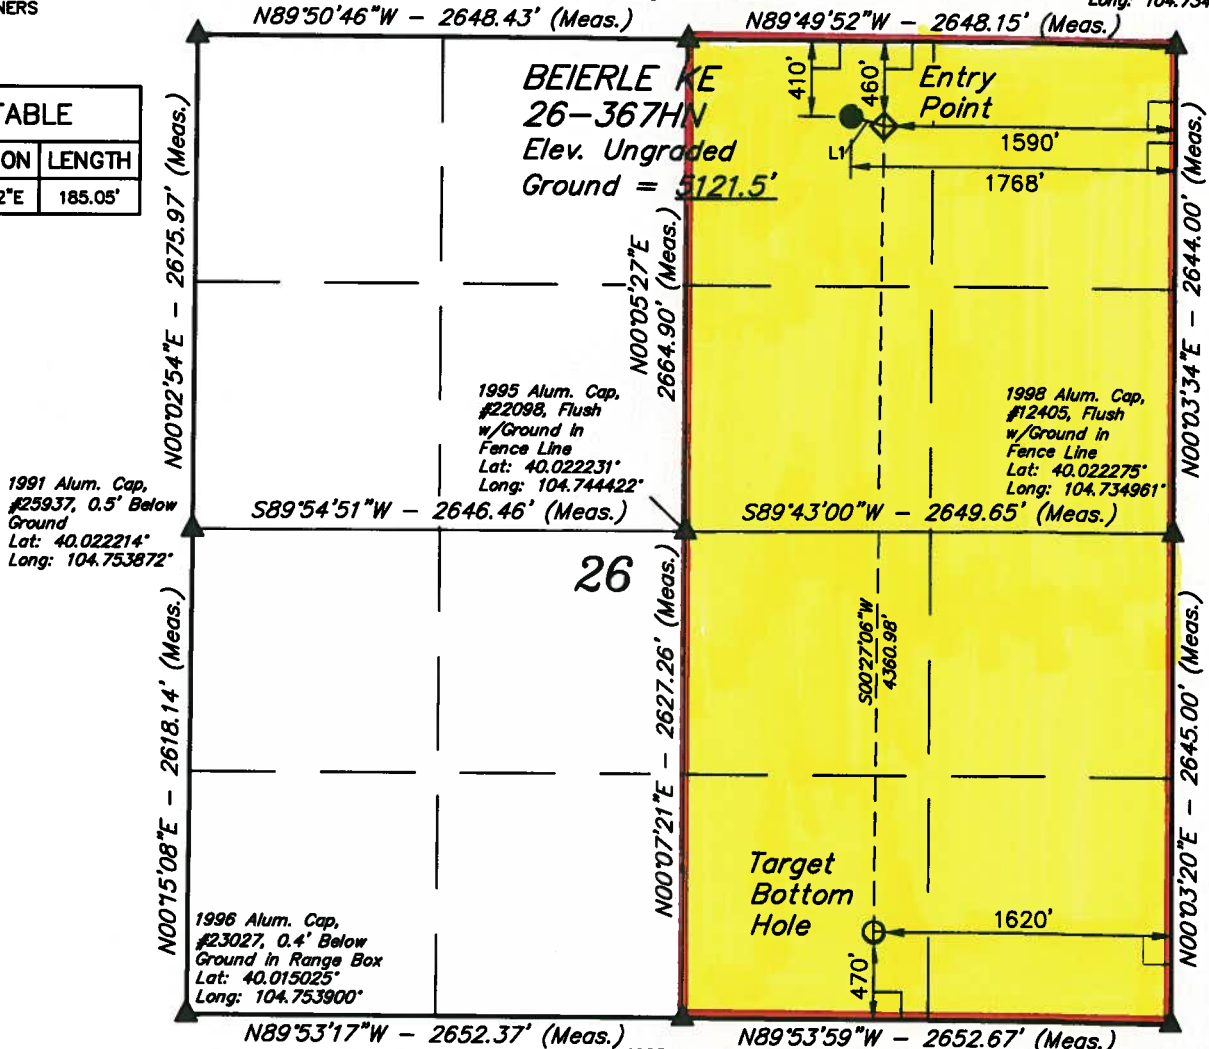 NERS
N89°50'46"W - 2648.43' (Meas.)
N89°49'52"W - 2648.15' (Meas.)
Long: 104.734
TABLE
ON LENGTH
2"E 185.05'
BEIERLE KE
26-367HN
Elev. Ungraded
Ground = 5121.5'
410'
460'
Entry
Point
L1
1590'
1768'
N00°02'54"E - 2675.97' (Meas.)
N00°05'27"E
2664.90' (Meas.)
N00°03'34"E - 2644.00' (Meas.)
1995 Alum. Cap,
#22098, Flush
w/Ground in
Fence Line
Lat: 40.022231°
Long: 104.744422°
1998 Alum. Cap,
#12405, Flush
w/Ground in
Fence Line
Lat: 40.022275°
Long: 104.734961°
1991 Alum. Cap,
#25937, 0.5' Below
Ground
Lat: 40.022214°
Long: 104.753872°
S89°54'51"W - 2646.46' (Meas.)
S89°43'00"W - 2649.65' (Meas.)
26
N00°15'08"E - 2618.14' (Meas.)
N00°07'21"E - 2627.26' (Meas.)
S00°27'06"W
4360.98'
N00°03'20"E - 2645.00' (Meas.)
Target
Bottom
Hole
1620'
470'
1996 Alum. Cap,
#23027, 0.4' Below
Ground in Range Box
Lat: 40.015025°
Long: 104.753900°
N89°53'17"W - 2652.37' (Meas.)
N89°53'59"W - 2652.67' (Meas.)